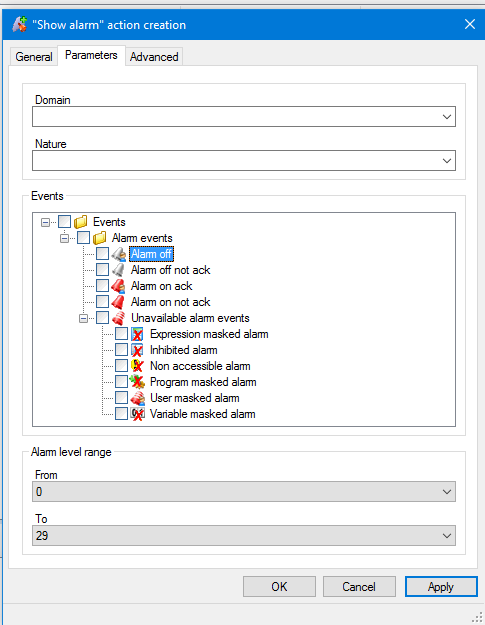 "Show alarm" action creation
General Parameters Advanced
Domain
Nature
Events
Events
Alarm events
Alarm off
Alarm off not ack
Alarm on ack
Alarm on not ack
Unavailable alarm events
Expression masked alarm
Inhibited alarm
Non accessible alarm
Program masked alarm
User masked alarm
Variable masked alarm
Alarm level range
From
0
To
29
OK Cancel Apply